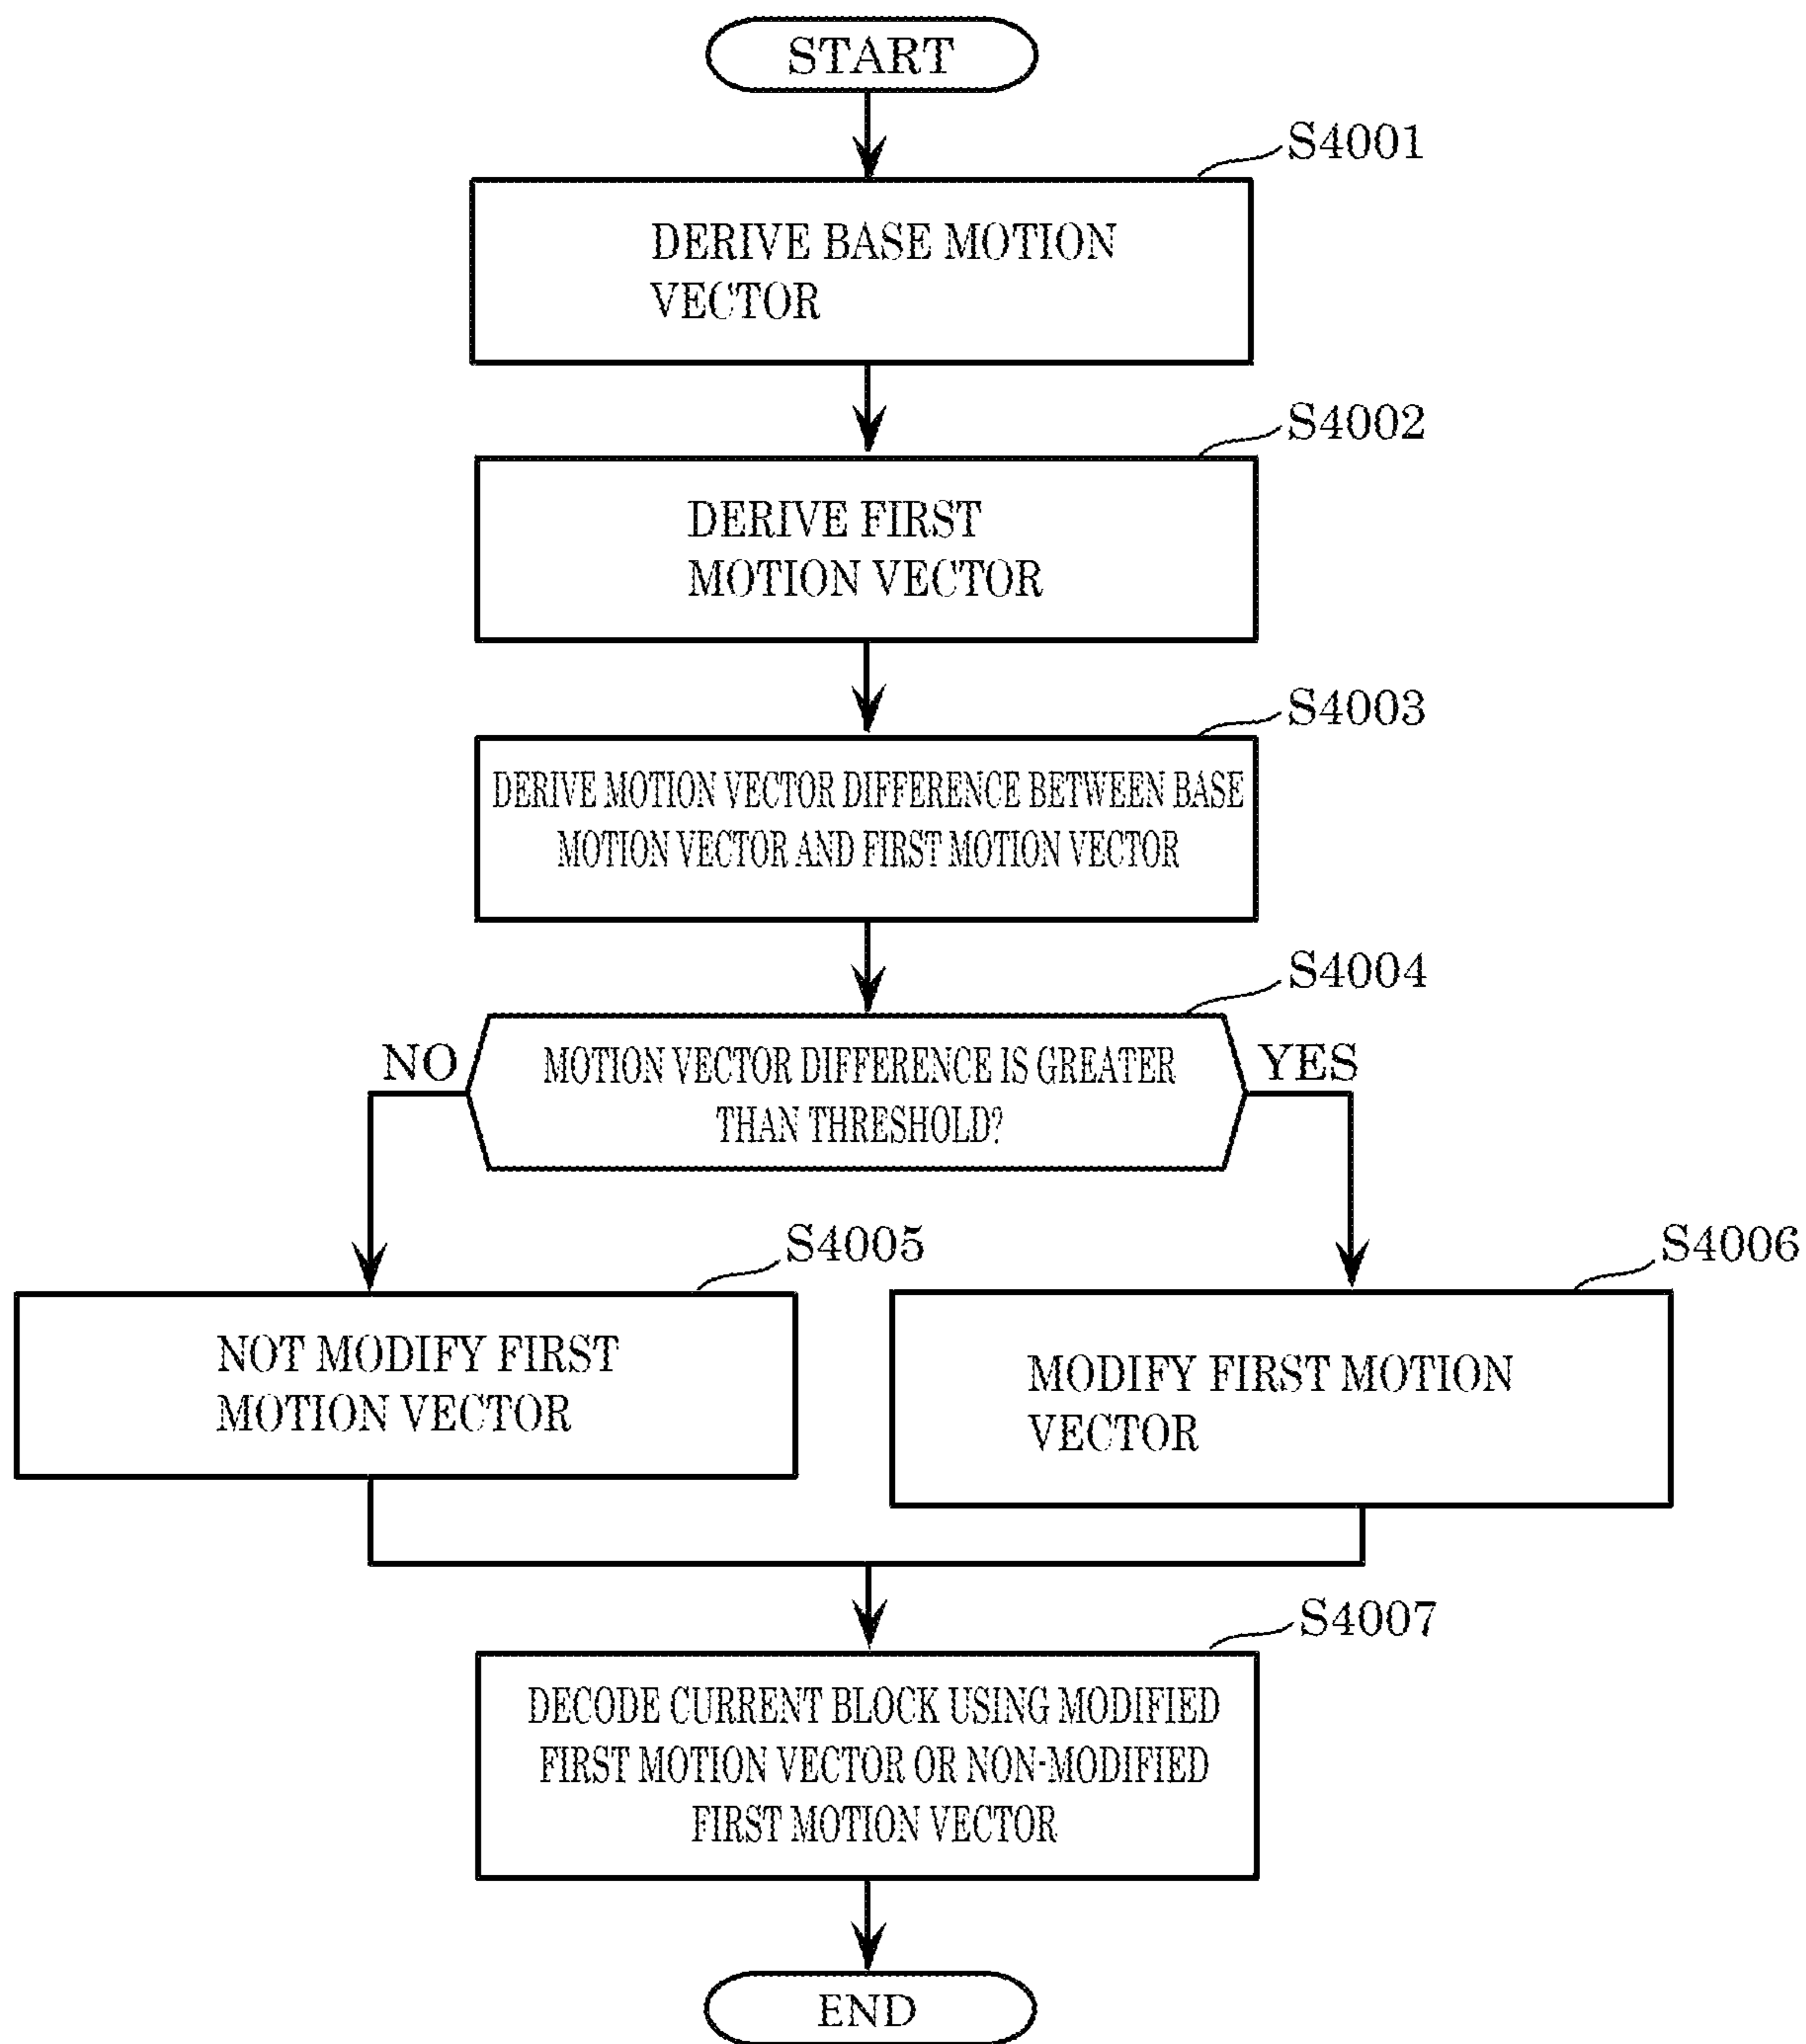 START
S4001
DERIVE BASE MOTION
VECTOR
S4002
DERIVE FIRST
MOTION VECTOR
S4003
DERIVE MOTION VECTOR DIFFERENCE BETWEEN BASE
MOTION VECTOR AND FIRST MOTION VECTOR
S4004
NO
MOTION VECTOR DIFFERENCE IS GREATER
THAN THRESHOLD?
YES
S4005
NOT MODIFY FIRST
MOTION VECTOR
S4006
MODIFY FIRST MOTION
VECTOR
S4007
DECODE CURRENT BLOCK USING MODIFIED
FIRST MOTION VECTOR OR NON-MODIFIED
FIRST MOTION VECTOR
END